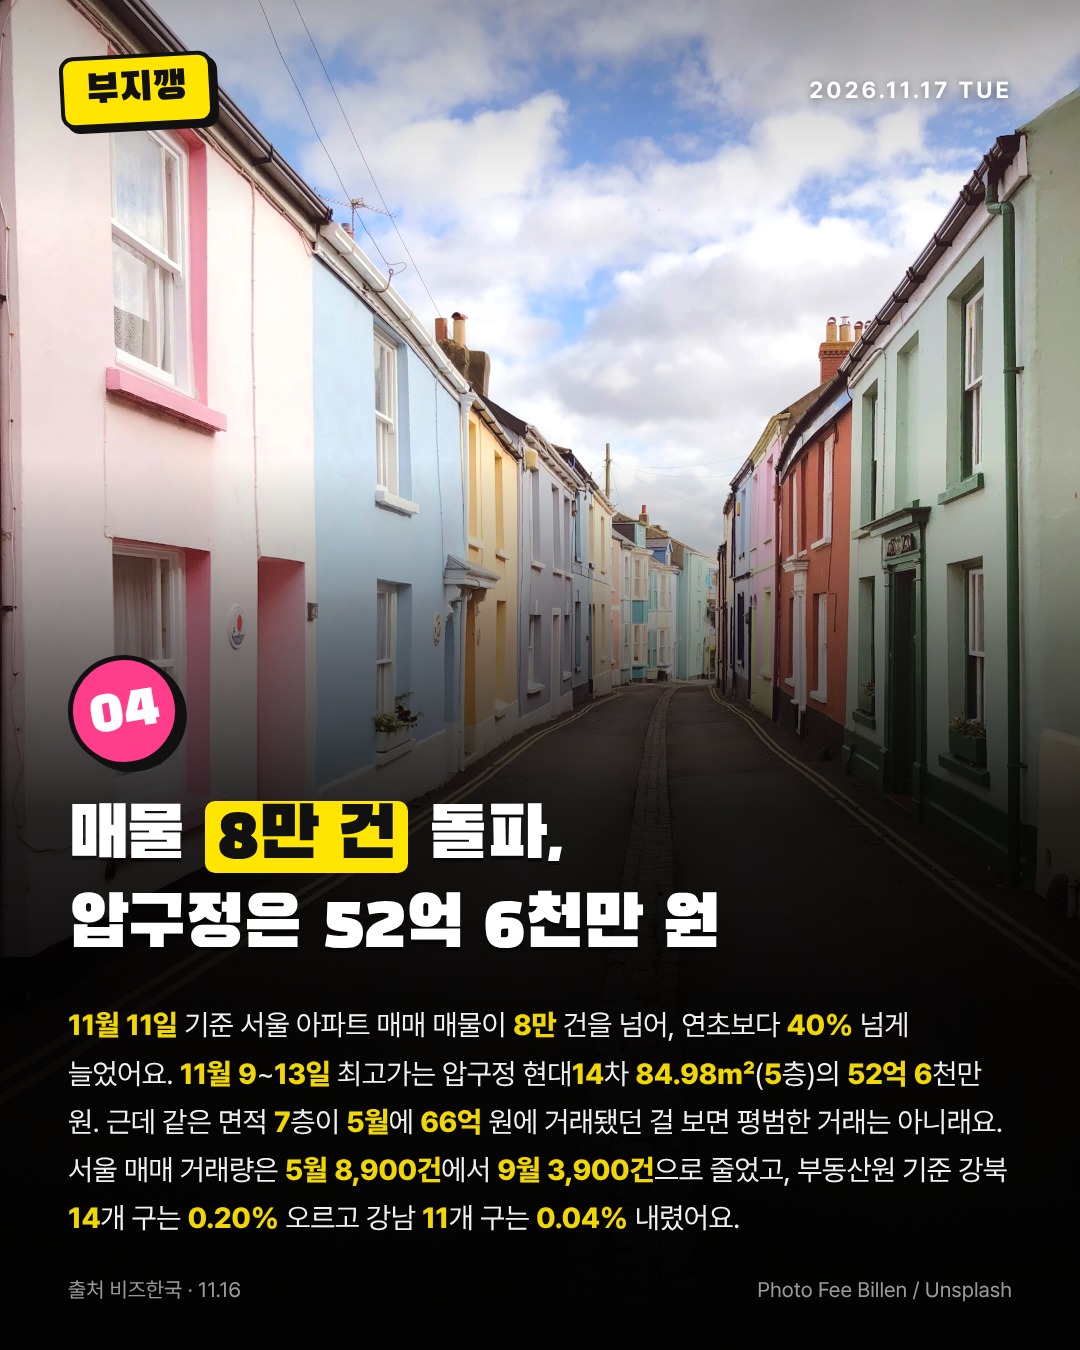 부지깽
2026.11.17 TUE
04
매물 8만 건 돌파,
압구정은 52억 6천만 원
11월 11일 기준 서울 아파트 매매 매물이 8만 건을 넘어, 연초보다 40% 넘게
늘었어요. 11월 9~13일 최고가는 압구정 현대14차 84.98m²(5층)의 52억 6천만
원. 근데 같은 면적 7층이 5월에 66억 원에 거래됐던 걸 보면 평범한 거래는 아니래요.
서울 매매 거래량은 5월 8,900건에서 9월 3,900건으로 줄었고, 부동산원 기준 강북
14개 구는 0.20% 오르고 강남 11개 구는 0.04% 내렸어요.
출처 비즈한국 · 11.16
Photo Fee Billen / Unsplash